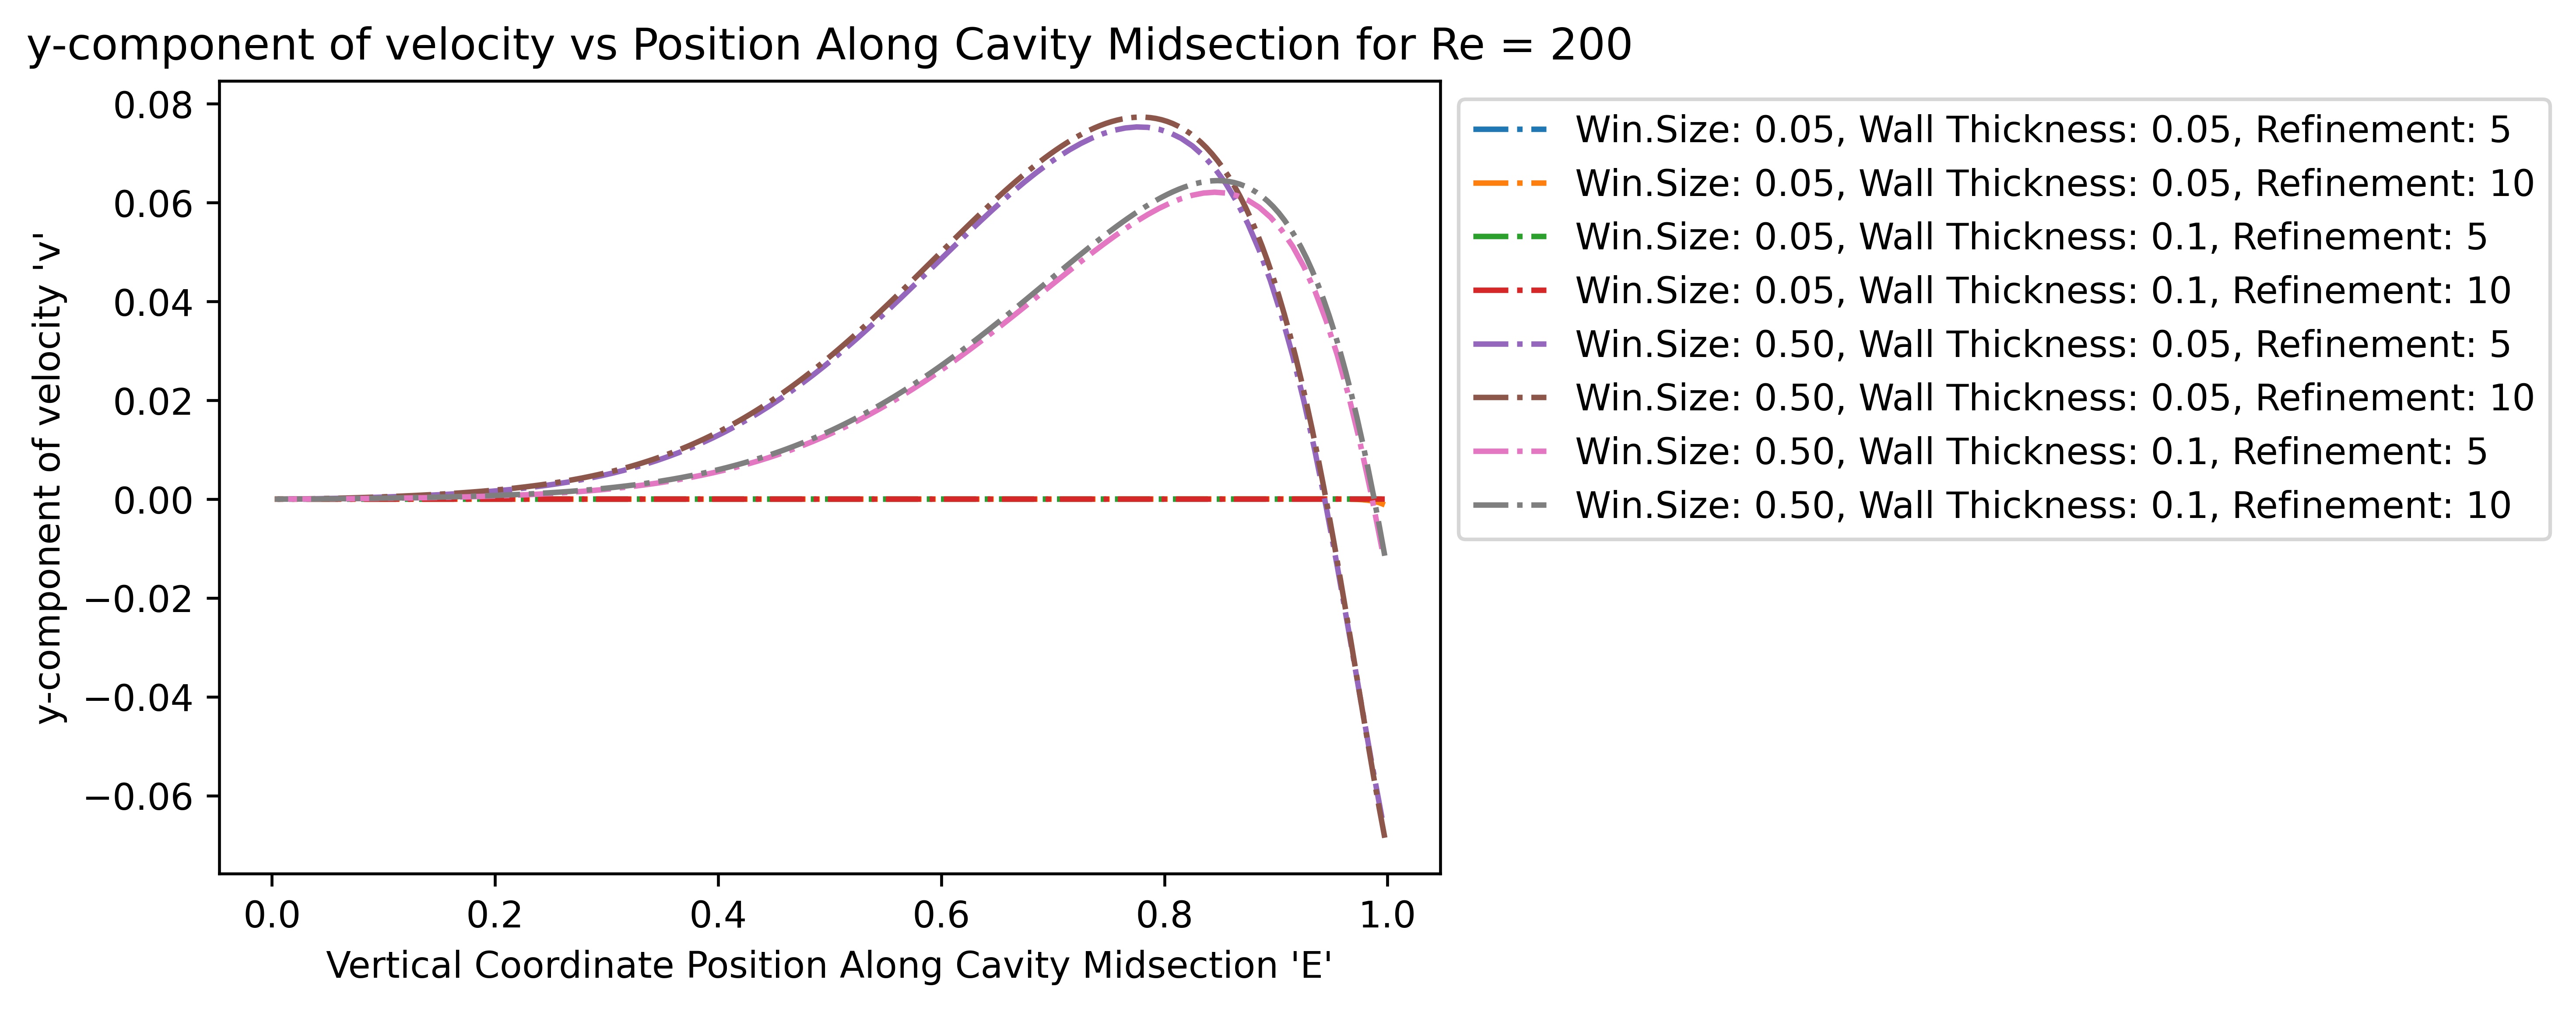 y-component of velocity vs Position Along Cavity Midsection for Re = 200
y-component of velocity 'v'
0.08
0.06
0.04
0.02
0.00
−0.02
−0.04
−0.06
0.0 0.2 0.4 0.6 0.8 1.0
Vertical Coordinate Position Along Cavity Midsection 'E'
Win.Size: 0.05, Wall Thickness: 0.05, Refinement: 5
Win.Size: 0.05, Wall Thickness: 0.05, Refinement: 10
Win.Size: 0.05, Wall Thickness: 0.1, Refinement: 5
Win.Size: 0.05, Wall Thickness: 0.1, Refinement: 10
Win.Size: 0.50, Wall Thickness: 0.05, Refinement: 5
Win.Size: 0.50, Wall Thickness: 0.05, Refinement: 10
Win.Size: 0.50, Wall Thickness: 0.1, Refinement: 5
Win.Size: 0.50, Wall Thickness: 0.1, Refinement: 10